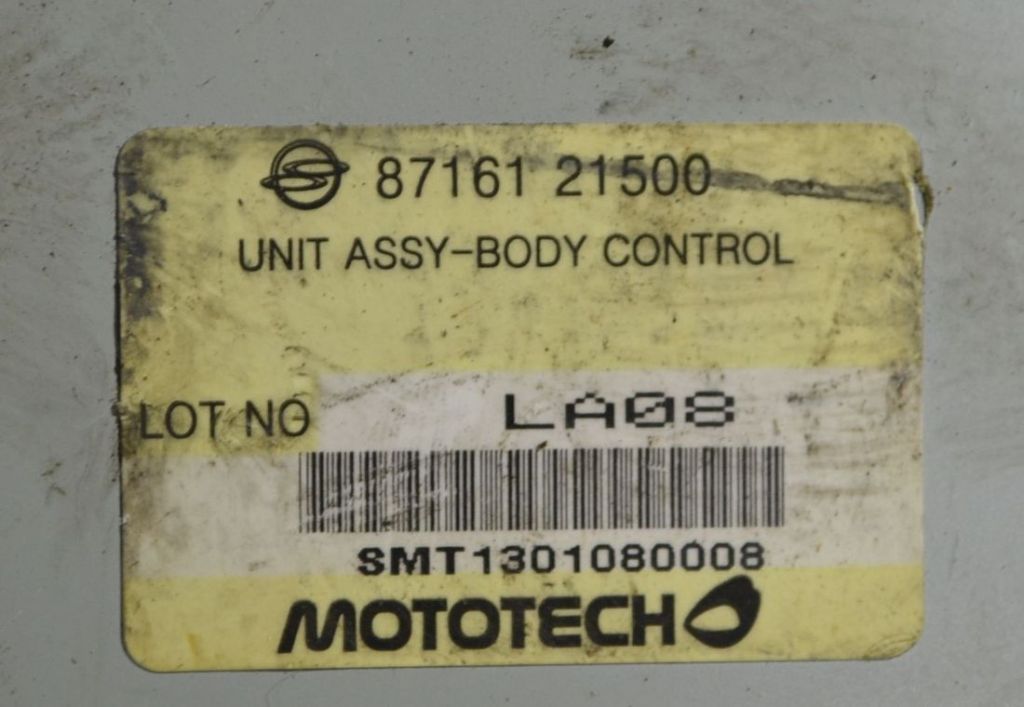 87161 21500
UNIT ASSY-BODY CONTROL
LOT NO LA08
SMT1301080008
MOTOTECH